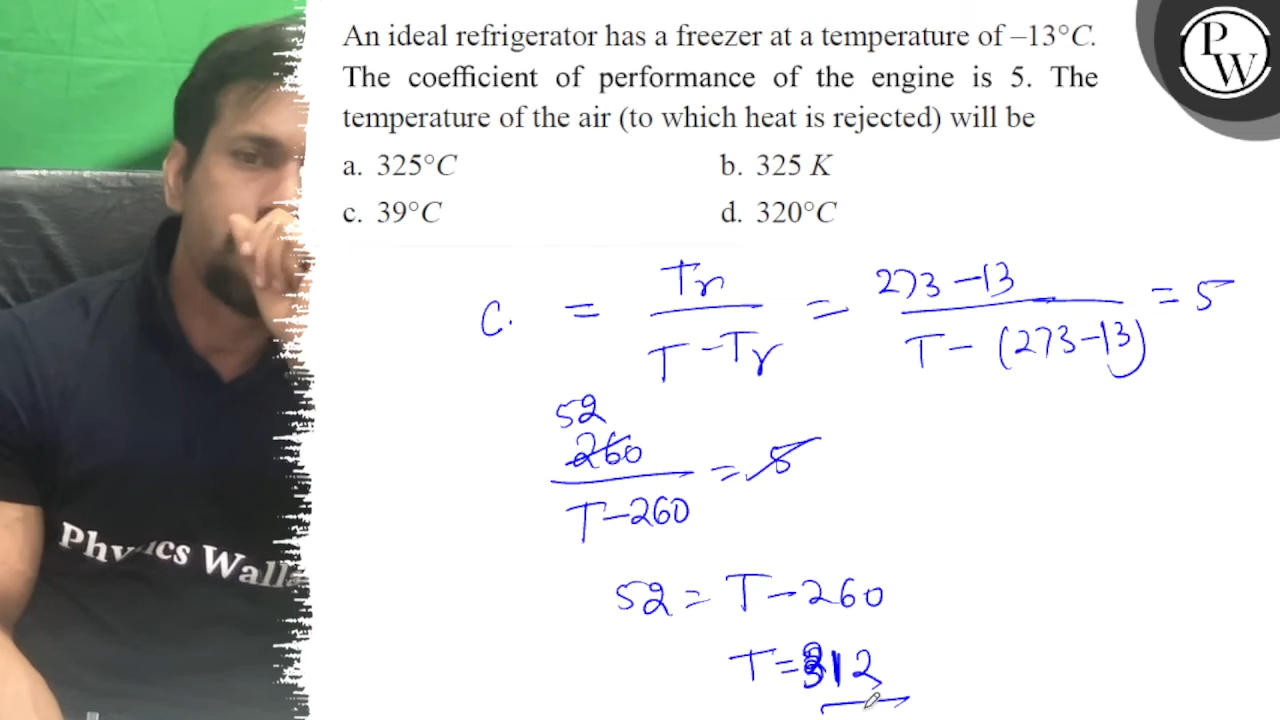 An ideal refrigerator has a freezer at a temperature of –13°C.
The coefficient of performance of the engine is 5. The
temperature of the air (to which heat is rejected) will be
a. 325°C b. 325 K
c. 39°C d. 320°C
C. = Tr / T - Tr = 273 - 13 / T - (273 - 13) = 5
52
260 / T - 260 = 5
52 = T - 260
T = 312
PW
Physics Walla